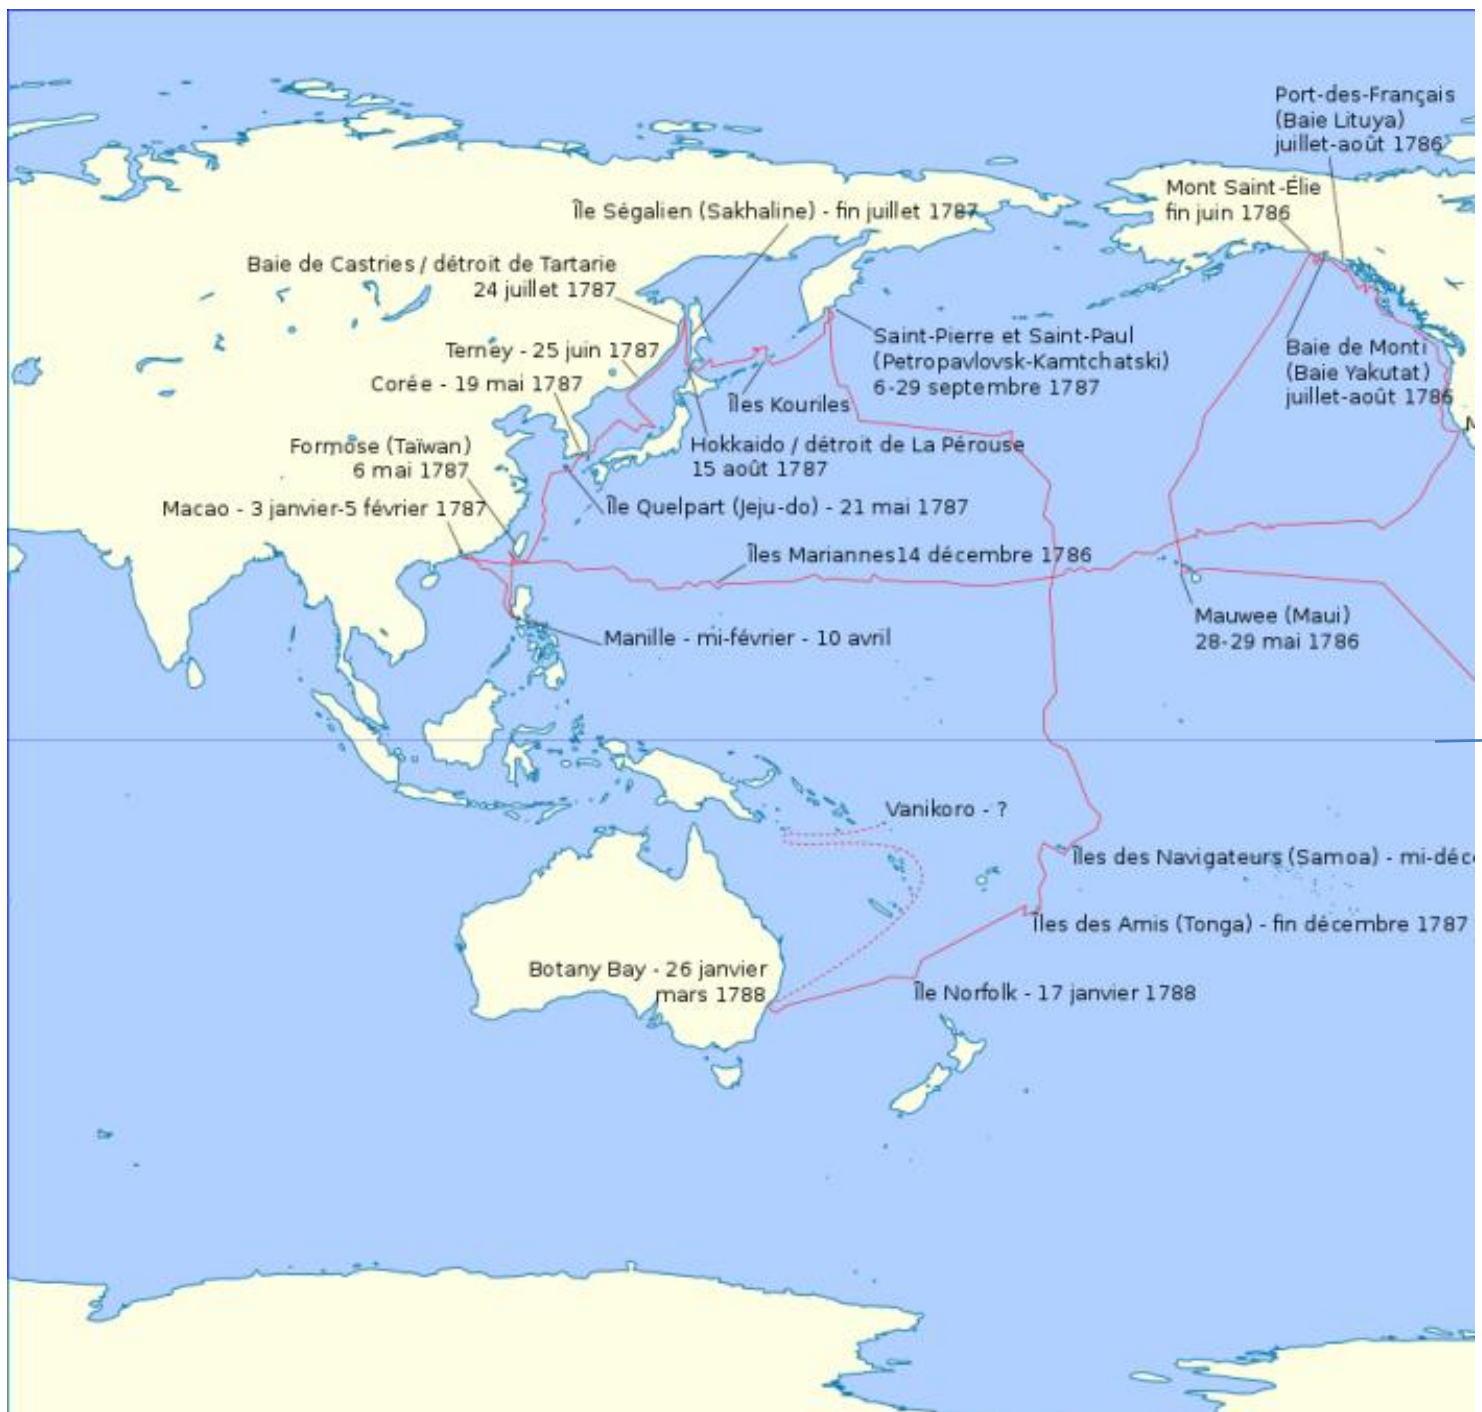 Port-des-Français
(Baie Lituya)
juillet-août 1786
Mont Saint-Élie
fin juin 1786
Île Ségalien (Sakhaline) - fin juillet 1787
Baie de Castries / détroit de Tartarie
24 juillet 1787
Saint-Pierre et Saint-Paul
(Petropavlovsk-Kamtchatski)
6-29 septembre 1787
Baie de Monti
(Baie Yakutat)
juillet-août 1786
Terney - 25 juin 1787
Corée - 19 mai 1787
Îles Kouriles
Formose (Taïwan)
6 mai 1787
Hokkaido / détroit de La Pérouse
15 août 1787
Macao - 3 janvier-5 février 1787
Île Quelpart (Jeju-do) - 21 mai 1787
Îles Mariannes14 décembre 1786
Mauwee (Maui)
28-29 mai 1786
Manille - mi-février - 10 avril
Vanikoro - ?
Îles des Navigateurs (Samoa) - mi-déc
Îles des Amis (Tonga) - fin décembre 1787
Botany Bay - 26 janvier
mars 1788
Île Norfolk - 17 janvier 1788